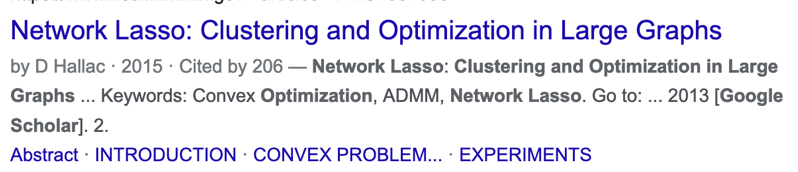 Network Lasso: Clustering and Optimization in Large Graphs
by D Hallac · 2015 · Cited by 206 — Network Lasso: Clustering and Optimization in Large
Graphs ... Keywords: Convex Optimization, ADMM, Network Lasso. Go to: ... 2013 [Google
Scholar]. 2.
Abstract · INTRODUCTION · CONVEX PROBLEM... · EXPERIMENTS